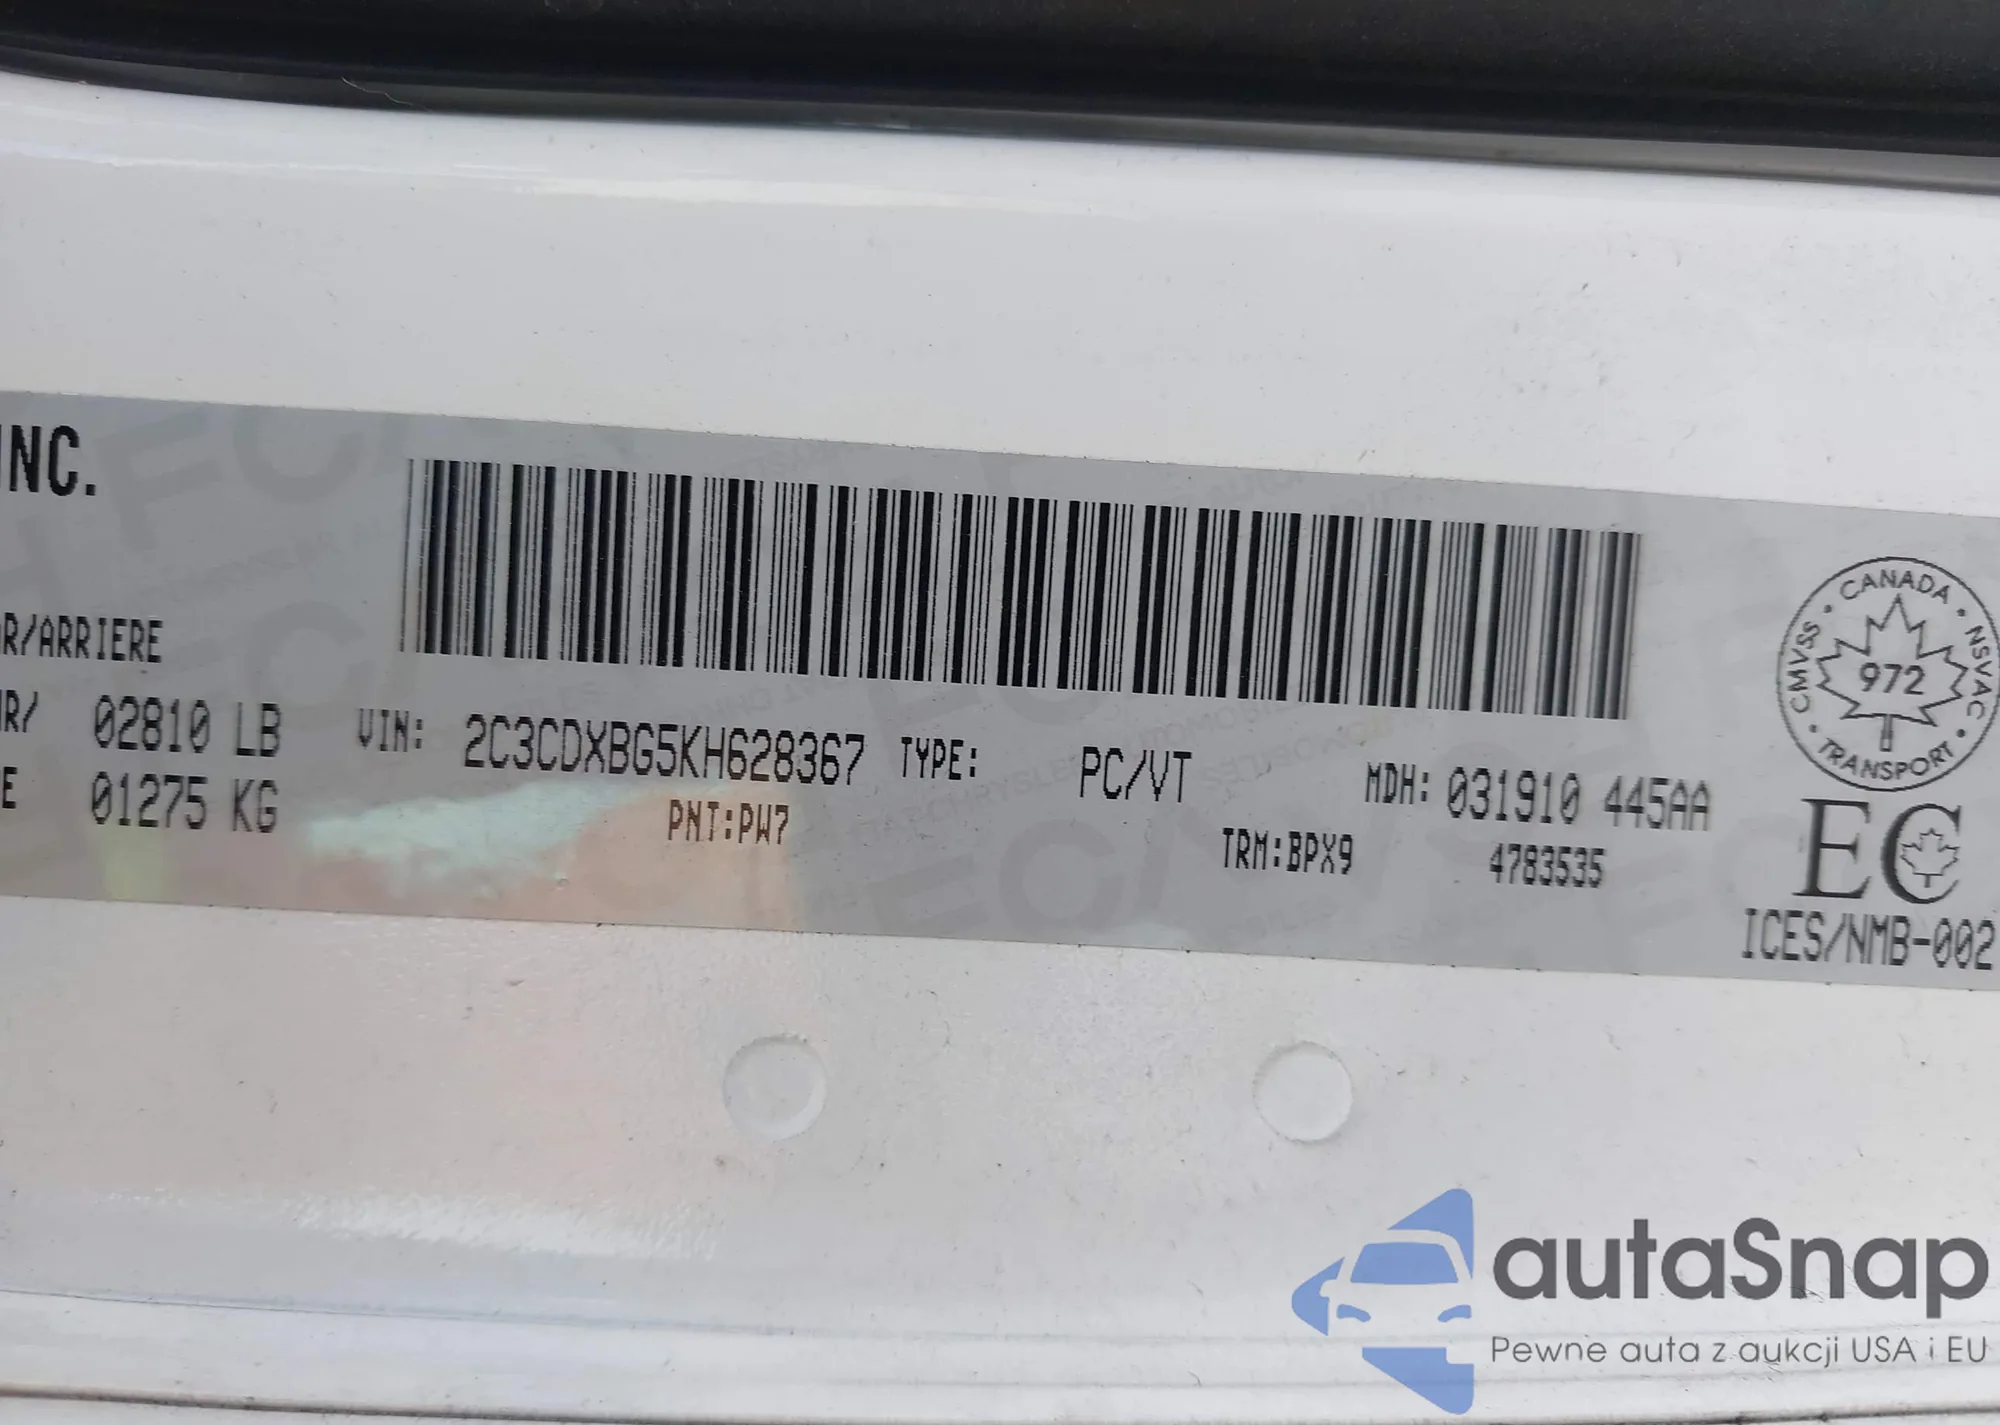 INC.
R/ARRIERE
R/ 02810 LB VIN: 2C3CDXBG5KH628367 TYPE: PC/VT MDH: 031910 445AA
E 01275 KG PNT:PW7 TRM:BPX9 4783535
CANADA
CMVSS 972 NSVAC
TRANSPORT
EC
ICES/NMB-002
autaSnap
Pewne auta z aukcji USA i EU